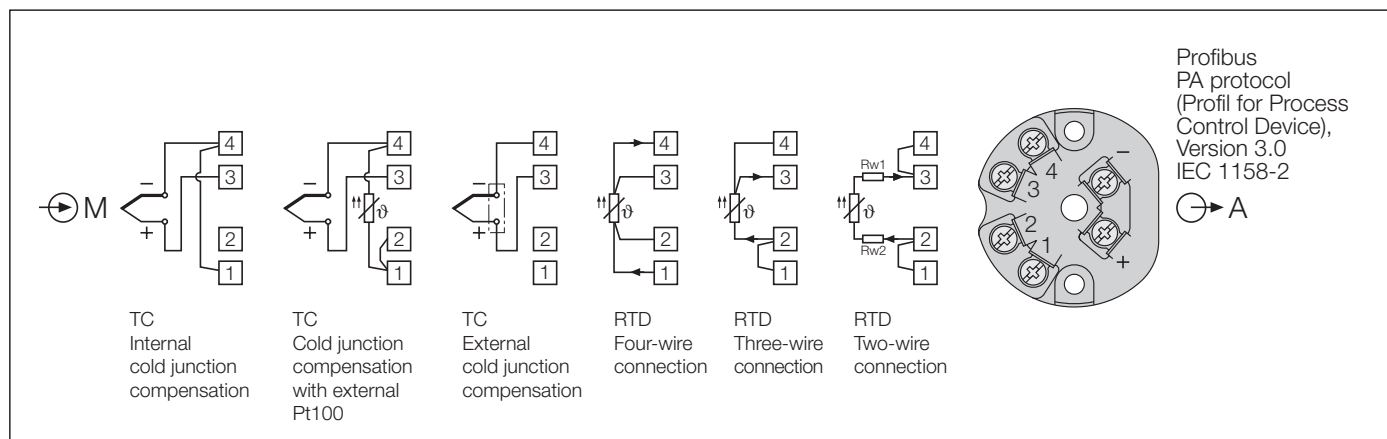 M
−
+
4
3
2
1
TC
Internal
cold junction
compensation
−
+
ϑ
4
3
2
1
TC
Cold junction
compensation
with external
Pt100
−
+
4
3
2
1
TC
External
cold junction
compensation
ϑ
4
3
2
1
RTD
Four-wire
connection
ϑ
4
3
2
1
RTD
Three-wire
connection
Rw1
ϑ
Rw2
4
3
2
1
RTD
Two-wire
connection
4
3
2
1
−
+
Profibus
PA protocol
(Profil for Process
Control Device),
Version 3.0
IEC 1158-2
A